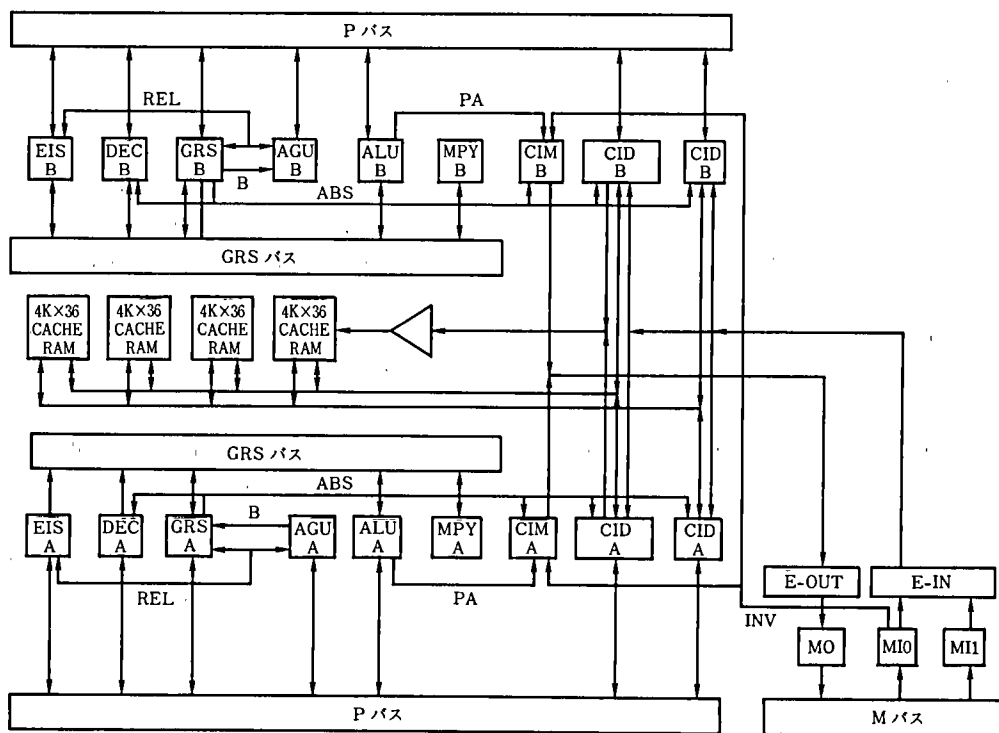 P バス
REL
PA
EIS B
DEC B
GRS B
AGU B
ALU B
MPY B
CIM B
CID B
CID B
B
ABS
GRS バス
4K×36 CACHE RAM
4K×36 CACHE RAM
4K×36 CACHE RAM
4K×36 CACHE RAM
GRS バス
ABS
B
EIS A
DEC A
GRS A
AGU A
ALU A
MPY A
CIM A
CID A
CID A
REL
PA
E-OUT
E-IN
INV
MO
MI0
MI1
P バス
M バス